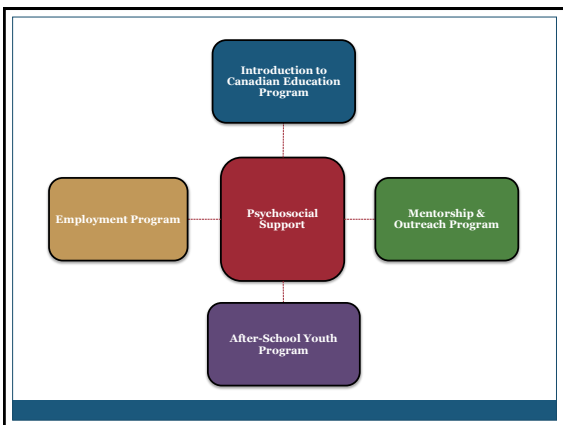 Introduction to
Canadian Education
Program
Employment Program
Psychosocial
Support
Mentorship &
Outreach Program
After-School Youth
Program